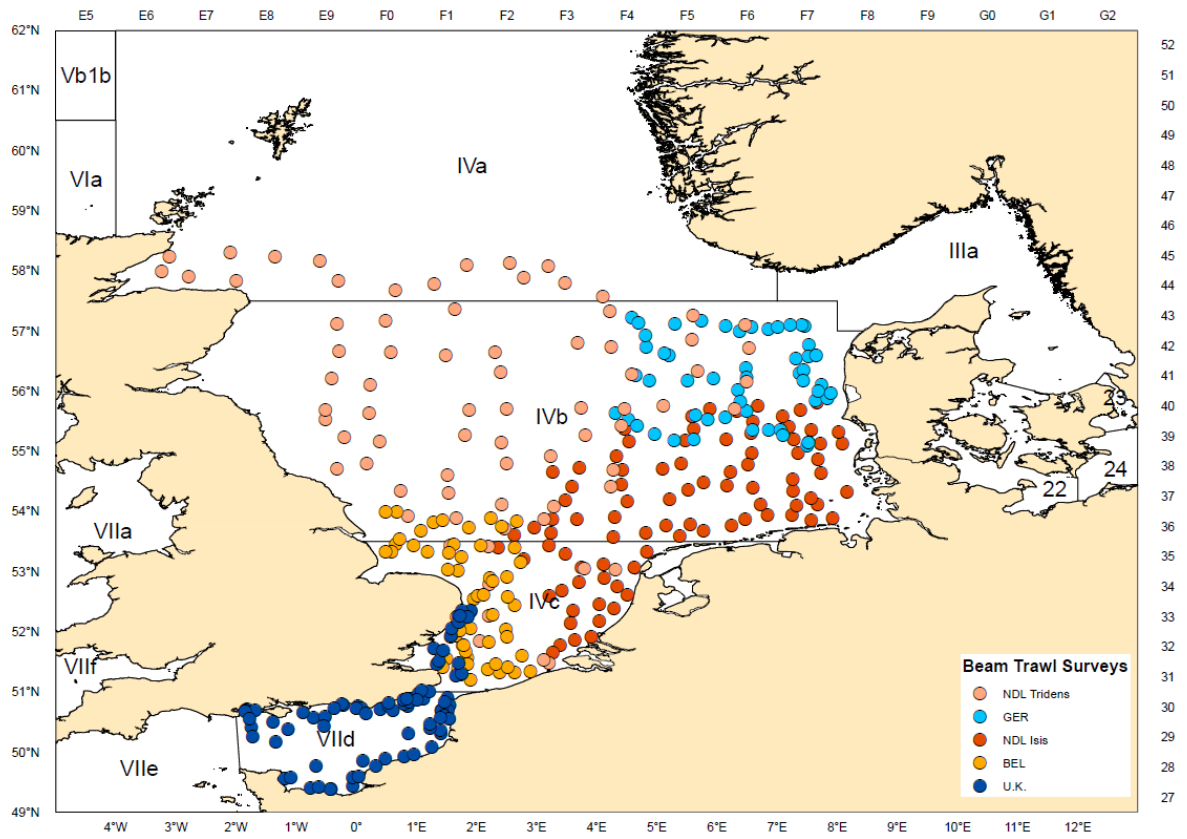 E5 E6 E7 E8 E9 F0 F1 F2 F3 F4 F5 F6 F7 F8 F9 G0 G1 G2
62°N
52
Vb1b
51
61°N
50
49
60°N
IVa
48
VIa
47
59°N
46
IIIa
45
58°N
44
57°N
43
42
56°N
41
23
IVb
40
55°N
39
24
38
22
37
54°N
VIIa
36
35
53°N
34
IVc
33
52°N
32
VIIf
Beam Trawl Surveys
31
51°N
NDL Tridens
30
GER
VIId
29
NDL Isis
50°N
VIIe
28
BEL
U.K.
27
49°N
4°W 3°W 2°W 1°W 0° 1°E 2°E 3°E 4°E 5°E 6°E 7°E 8°E 9°E 10°E 11°E 12°E